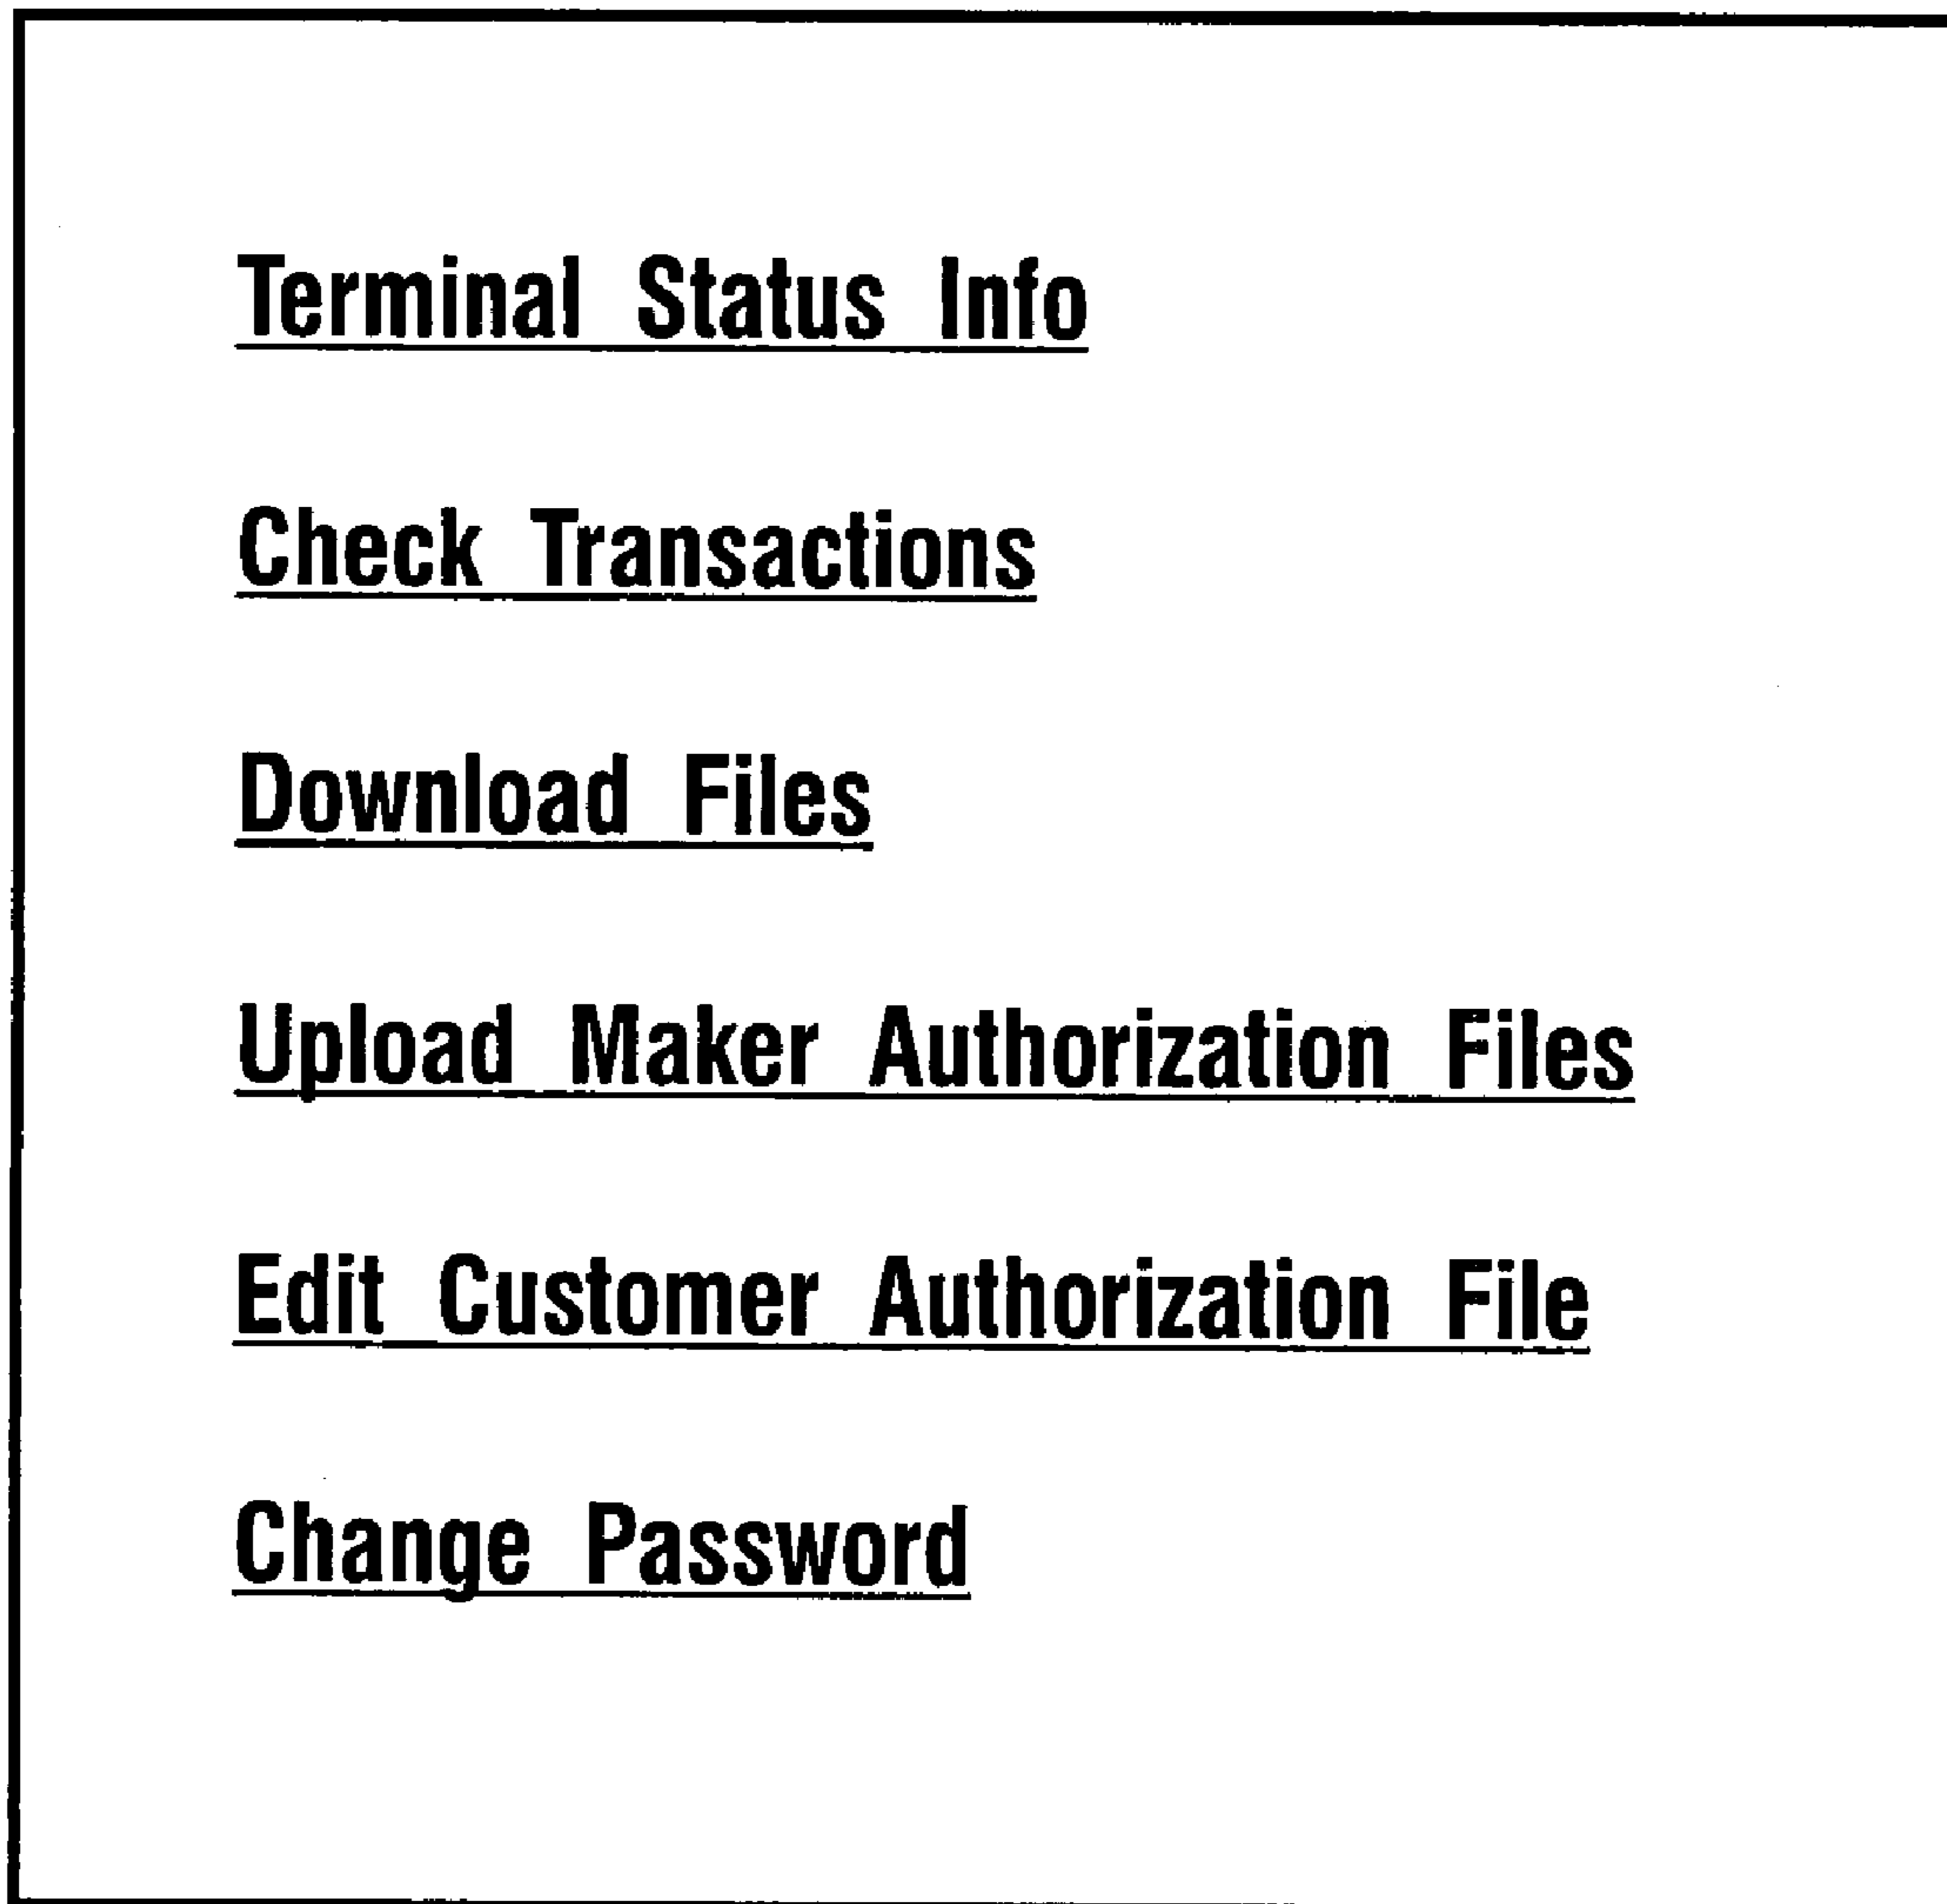 Terminal Status Info
Check Transactions
Download Files
Upload Maker Authorization Files
Edit Customer Authorization File
Change Password